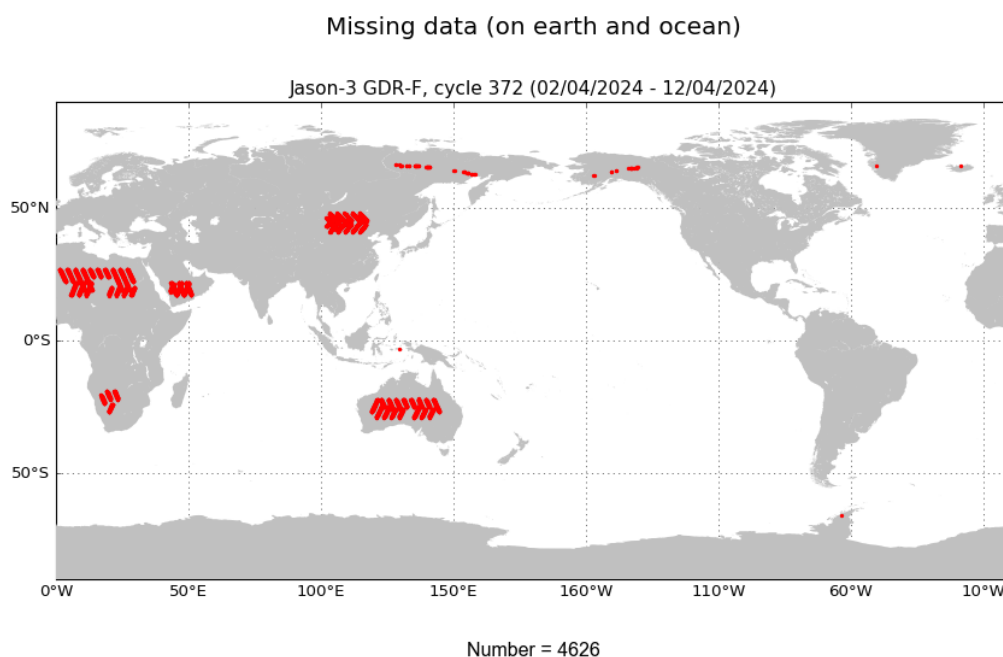 Missing data (on earth and ocean)
Jason-3 GDR-F, cycle 372 (02/04/2024 - 12/04/2024)
50°N
0°S
50°S
0°W 50°E 100°E 150°E 160°W 110°W 60°W 10°W
Number = 4626